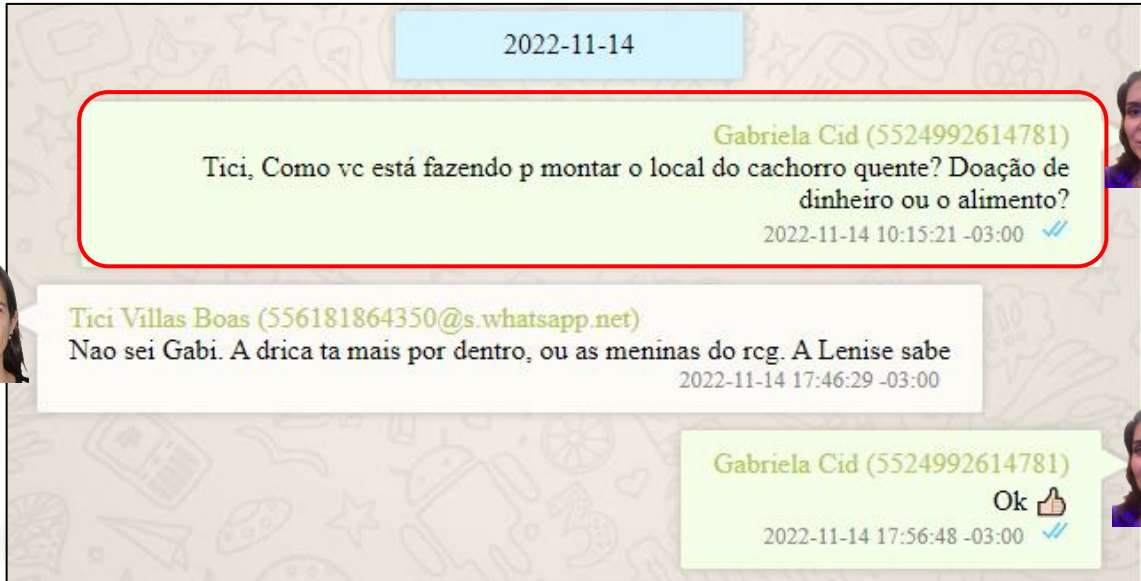 2022-11-14
Gabriela Cid (5524992614781)
Tici, Como vc está fazendo p montar o local do cachorro quente? Doação de
dinheiro ou o alimento?
2022-11-14 10:15:21 -03:00
Tici Villas Boas (556181864350@s.whatsapp.net)
Nao sei Gabi. A drica ta mais por dentro, ou as meninas do rcg. A Lenise sabe
2022-11-14 17:46:29 -03:00
Gabriela Cid (5524992614781)
Ok 👍
2022-11-14 17:56:48 -03:00